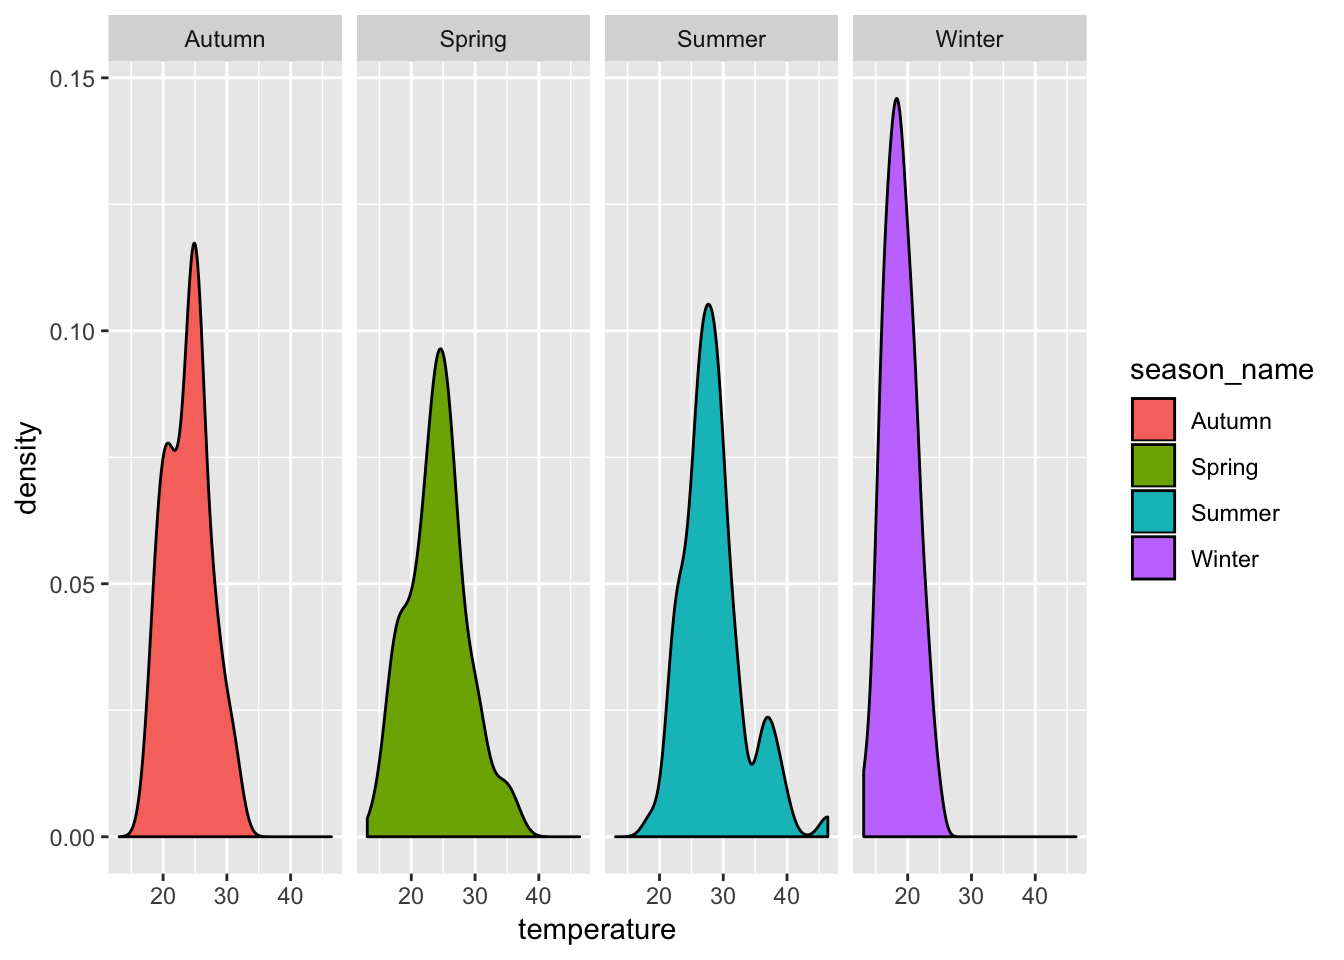 Autumn Spring Summer Winter
0.15
0.10
0.05
0.00
density
20 30 40 20 30 40 20 30 40 20 30 40
temperature
season_name
Autumn
Spring
Summer
Winter